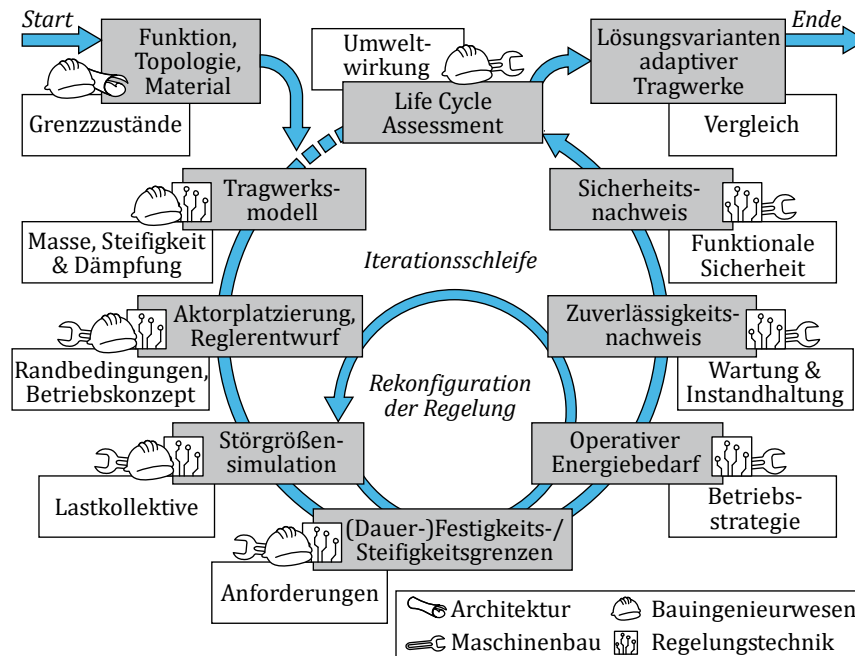 Start
Funktion,
Topologie,
Material
Grenzzustände
Umwelt-
wirkung
Life Cycle
Assessment
Lösungsvarianten
adaptiver
Tragwerke
Ende
Vergleich
Tragwerks-
modell
Masse, Steifigkeit
& Dämpfung
Sicherheits-
nachweis
Funktionale
Sicherheit
Iterationsschleife
Aktorplatzierung,
Reglerentwurf
Randbedingungen,
Betriebskonzept
Zuverlässigkeits-
nachweis
Wartung &
Instandhaltung
Rekonfiguration
der Regelung
Störgrößen-
simulation
Lastkollektive
Operativer
Energiebedarf
Betriebs-
strategie
(Dauer-)Festigkeits-/
Steifigkeitsgrenzen
Anforderungen
Architektur
Bauingenieurwesen
Maschinenbau
Regelungstechnik